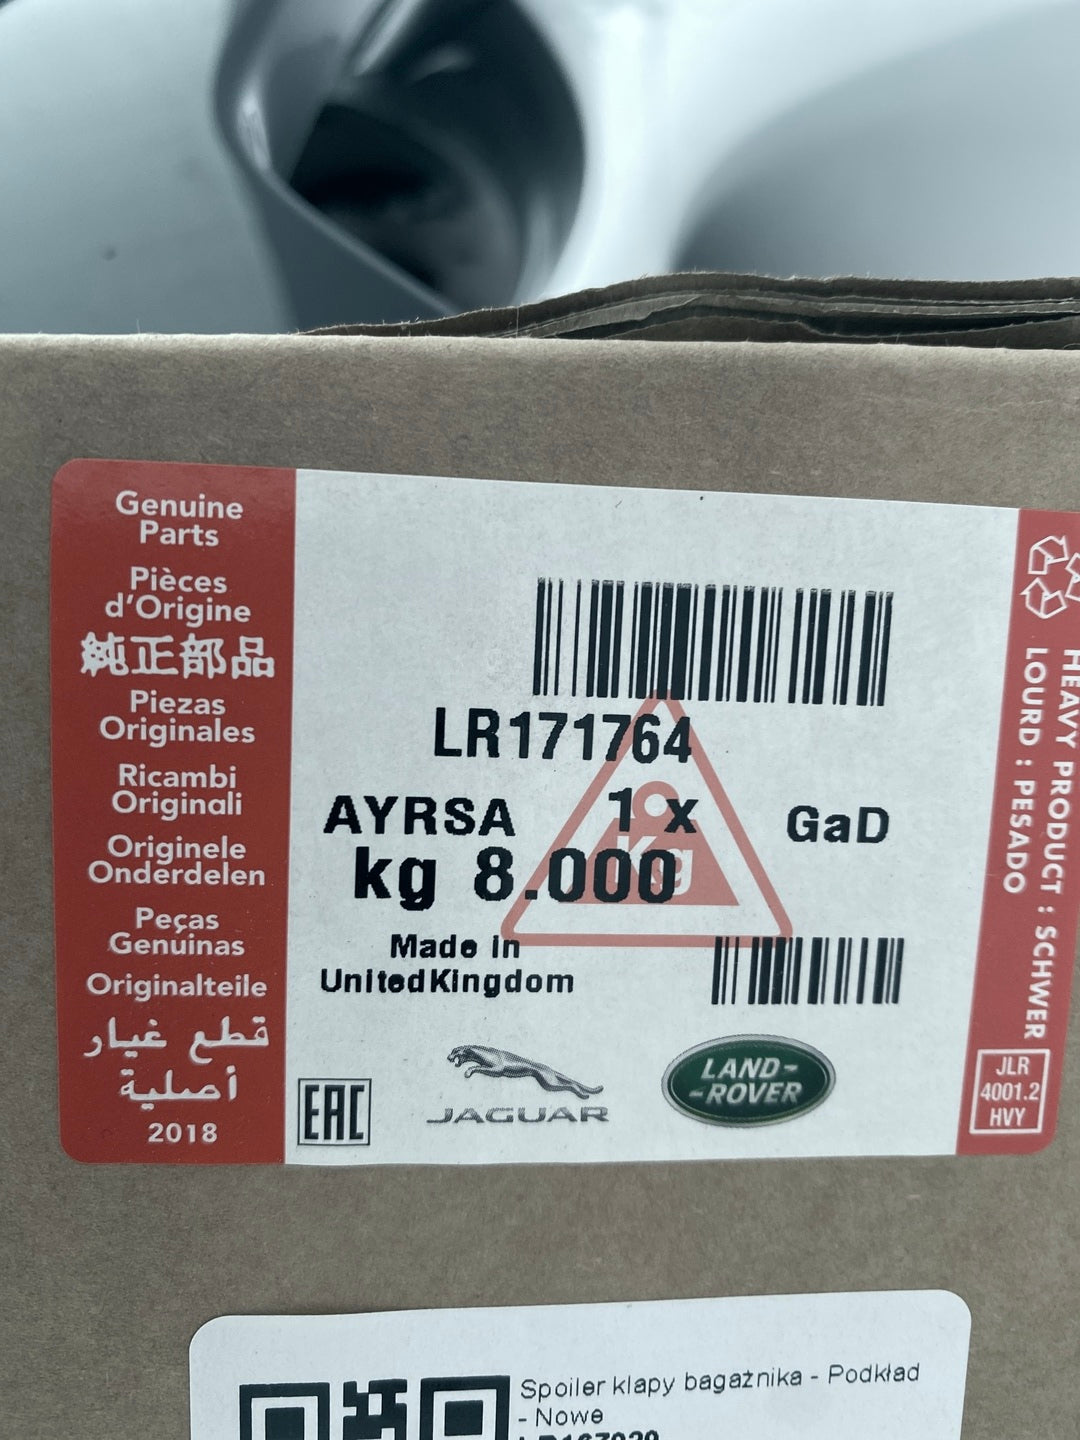 Genuine
Parts
Pièces
d'Origine
純正部品
Piezas
Originales
Ricambi
Originali
Originele
Onderdelen
Peças
Genuinas
Originalteile
قطع غيار
أصلية
2018
LR171764
AYRSA 1 x GaD
kg 8.000
Kg
Made in
UnitedKingdom
EAC
JAGUAR
LAND-
-ROVER
HEAVY PRODUCT : SCHWER
LOURD : PESADO
JLR
4001.2
HVY
Spoiler klapy bagażnika - Podkład
- Nowe